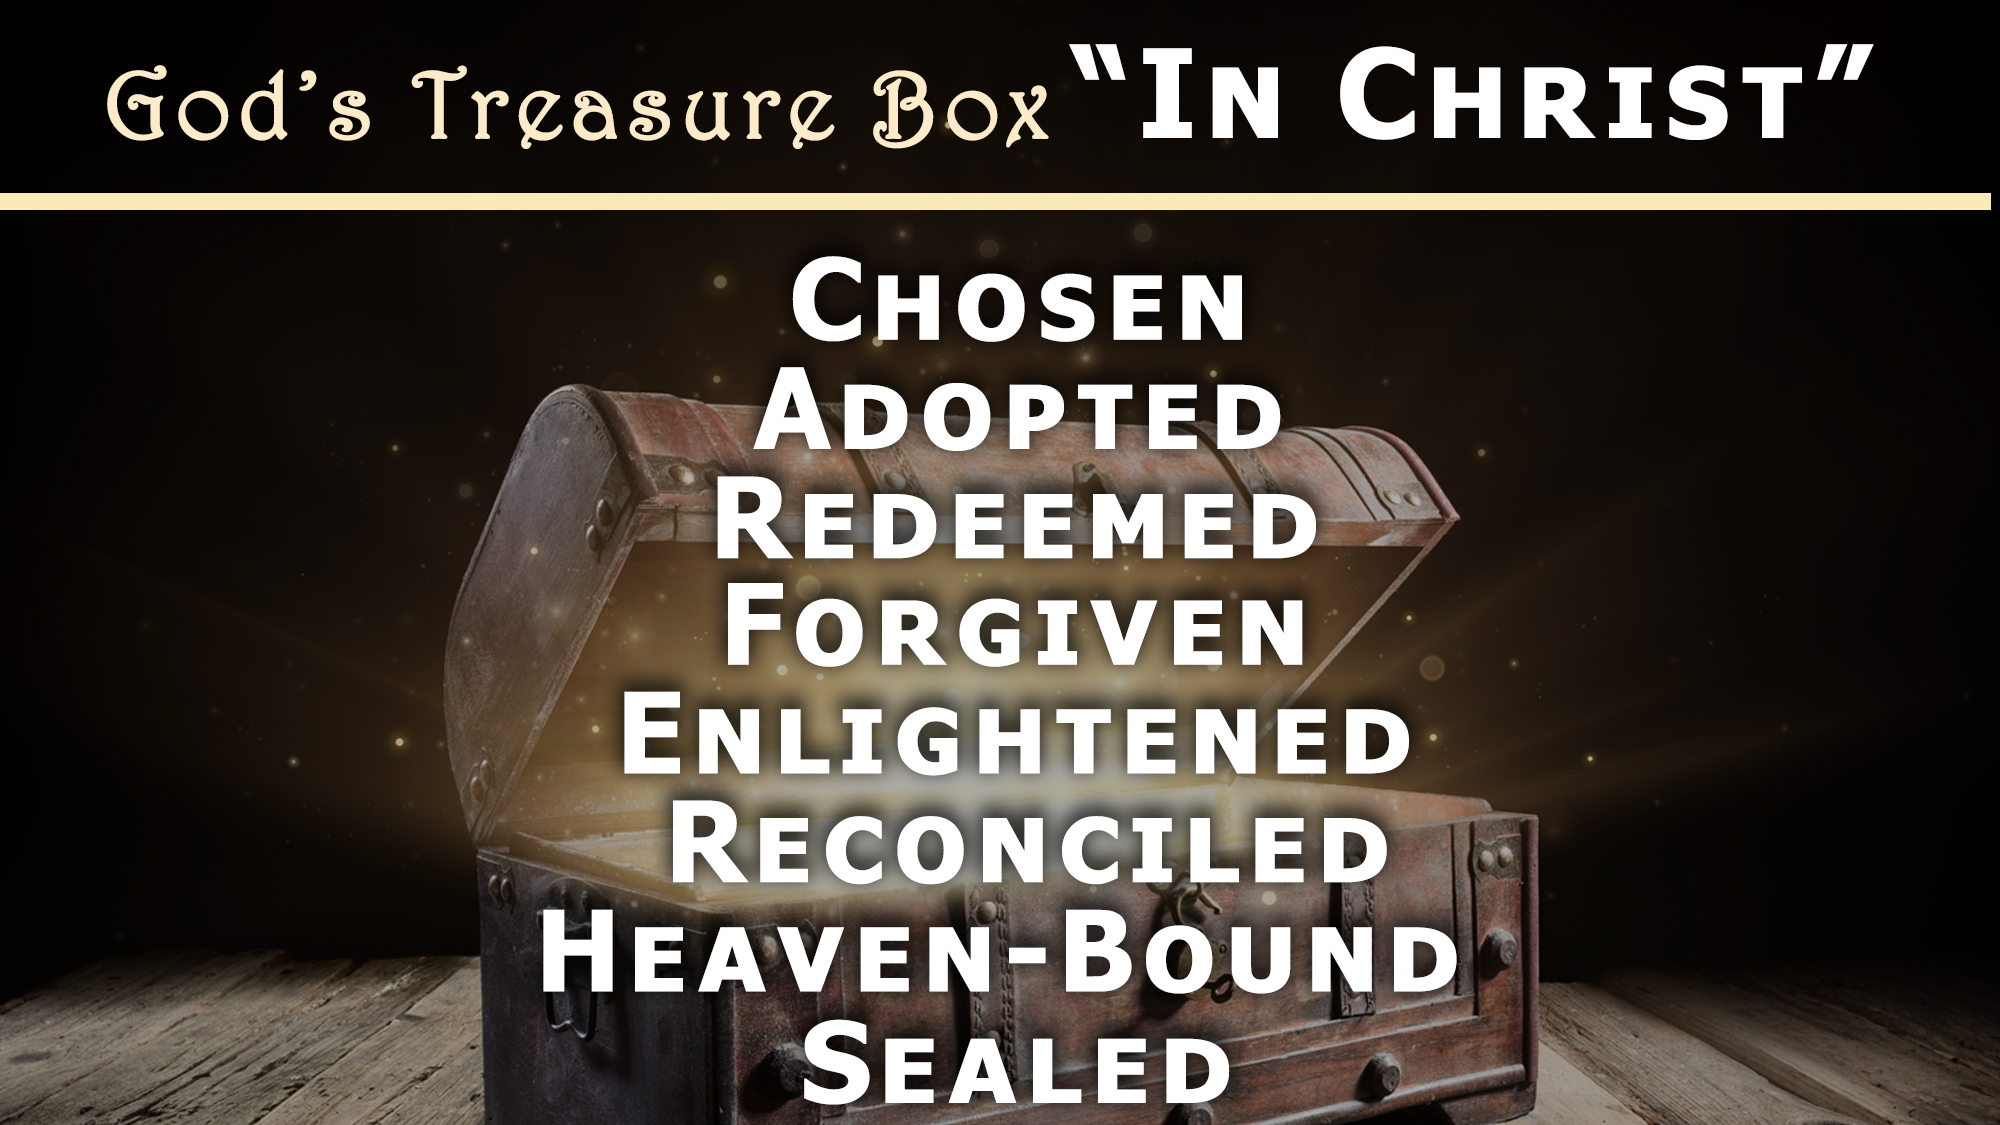 God's Treasure Box “In Christ”
Chosen
Adopted
Redeemed
Forgiven
Enlightened
Reconciled
Heaven-Bound
Sealed